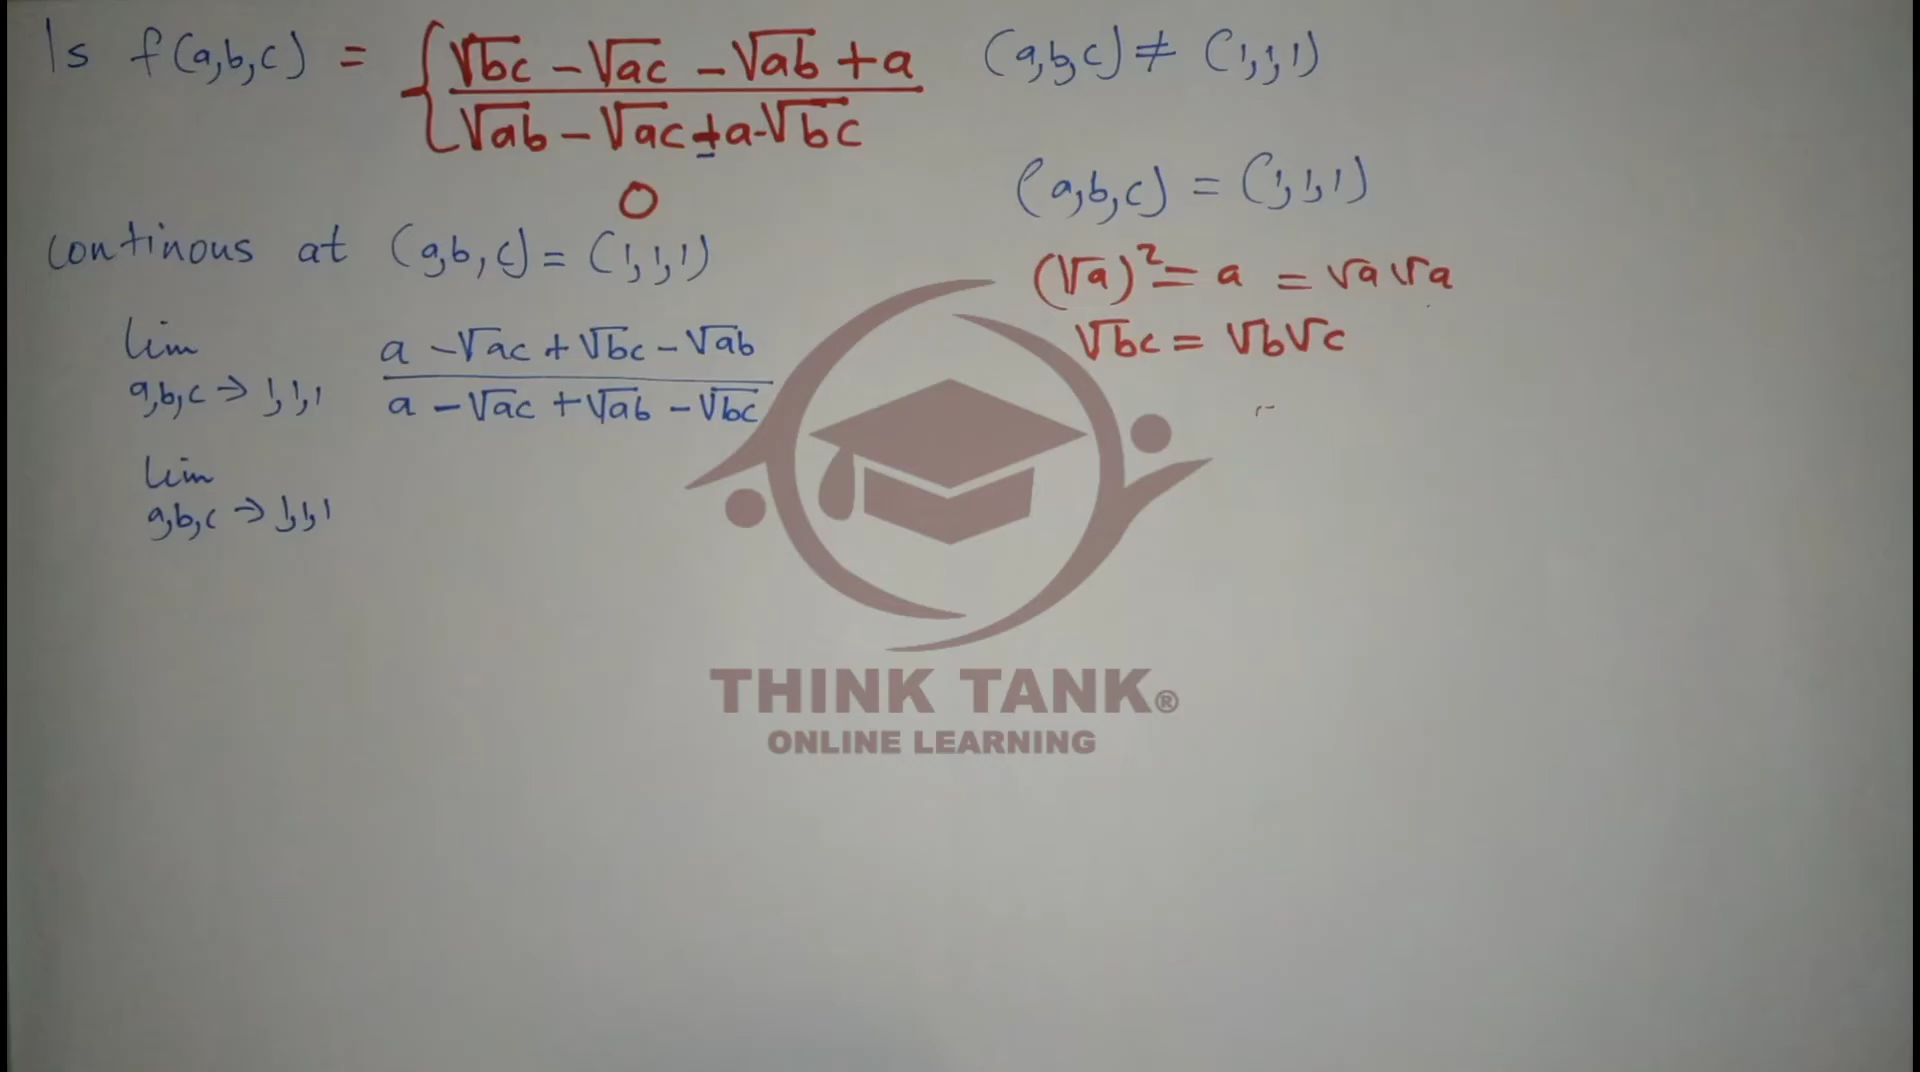 Is f(a,b,c) = { √bc - √ac - √ab + a (a,b,c) ≠ (1,1,1)
√ab - √ac + a - √bc
0 (a,b,c) = (1,1,1)
continous at (a,b,c) = (1,1,1)
(√a)² = a = √a √a
√bc = √b√c
lim a - √ac + √bc - √ab
a,b,c → 1,1,1 a - √ac + √ab - √bc
lim
a,b,c → 1,1,1
THINK TANK®
ONLINE LEARNING